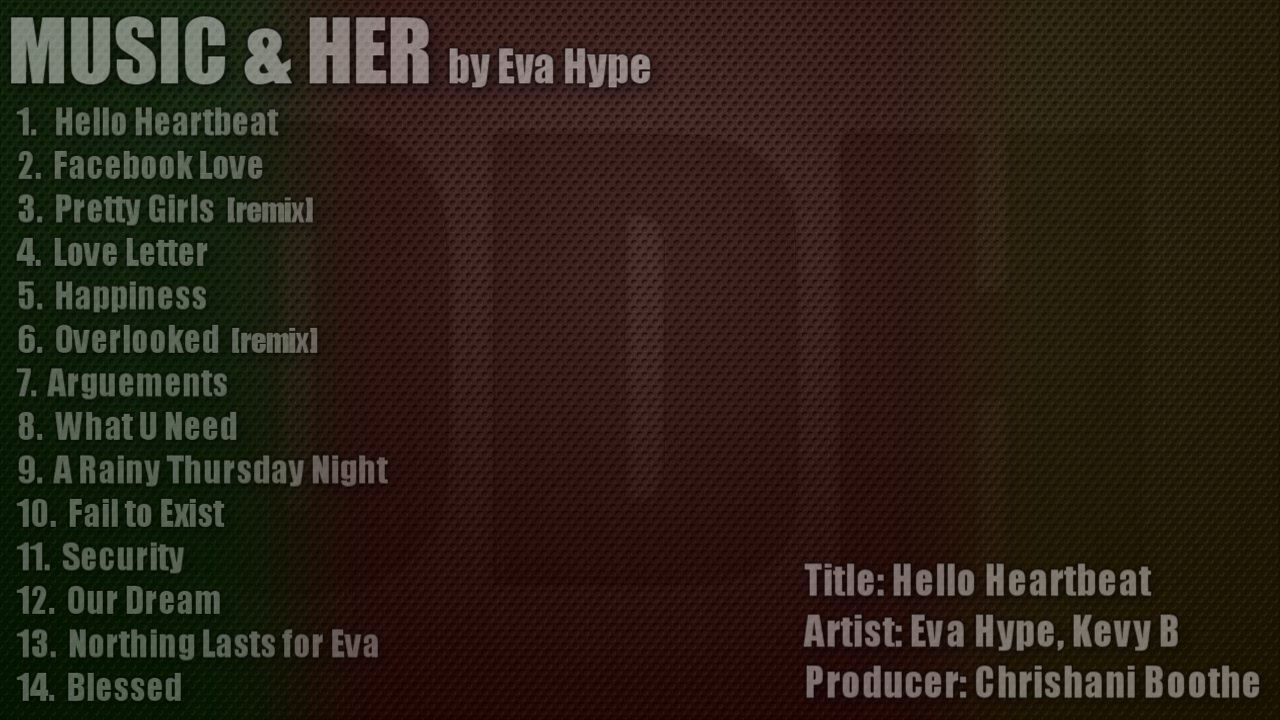 MUSIC & HER by Eva Hype
1. Hello Heartbeat
2. Facebook Love
3. Pretty Girls [remix]
4. Love Letter
5. Happiness
6. Overlooked [remix]
7. Arguements
8. What U Need
9. A Rainy Thursday Night
10. Fail to Exist
11. Security
12. Our Dream
13. Northing Lasts for Eva
14. Blessed
Title: Hello Heartbeat
Artist: Eva Hype, Kevy B
Producer: Chrishani Boothe